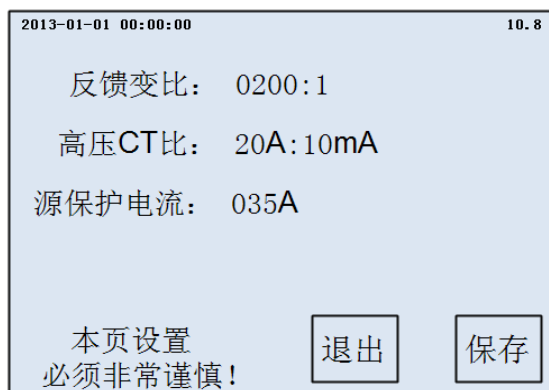 2013-01-01 00:00:00 10.8
反馈变比： 0200:1
高压CT比： 20A:10mA
源保护电流： 035A
本页设置
必须非常谨慎！
退出 保存